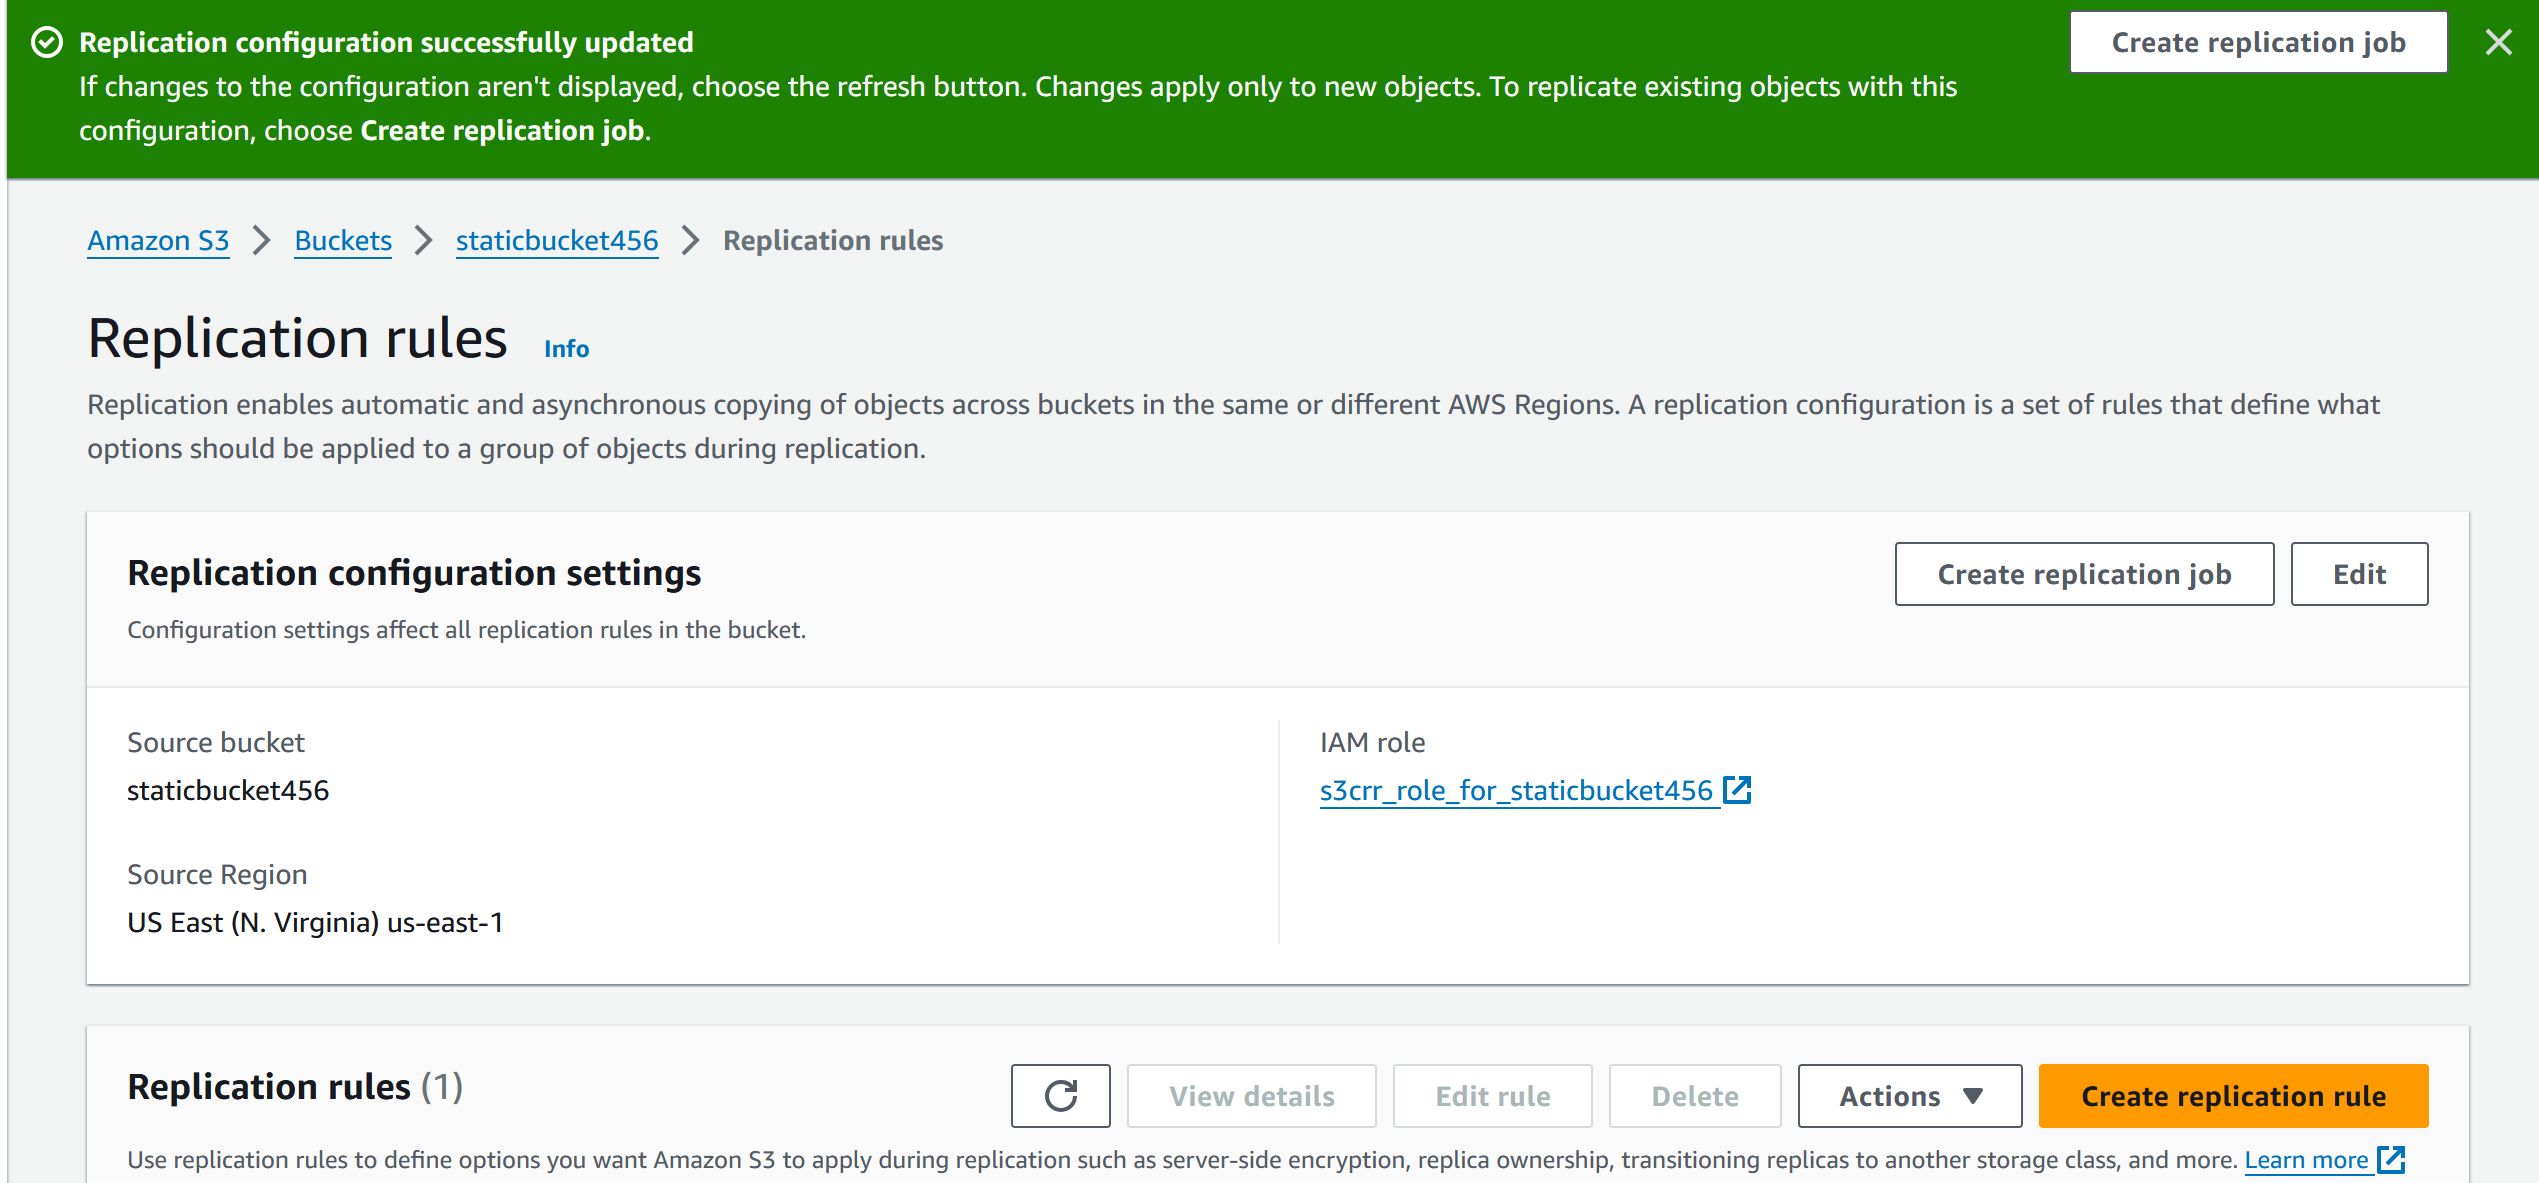 Replication configuration successfully updated
Create replication job
If changes to the configuration aren't displayed, choose the refresh button. Changes apply only to new objects. To replicate existing objects with this
configuration, choose Create replication job.
Amazon S3 > Buckets > staticbucket456 > Replication rules
Replication rules Info
Replication enables automatic and asynchronous copying of objects across buckets in the same or different AWS Regions. A replication configuration is a set of rules that define what
options should be applied to a group of objects during replication.
Replication configuration settings
Create replication job
Edit
Configuration settings affect all replication rules in the bucket.
Source bucket
staticbucket456
Source Region
US East (N. Virginia) us-east-1
IAM role
s3crr_role_for_staticbucket456
Replication rules (1)
View details
Edit rule
Delete
Actions
Create replication rule
Use replication rules to define options you want Amazon S3 to apply during replication such as server-side encryption, replica ownership, transitioning replicas to another storage class, and more. Learn more